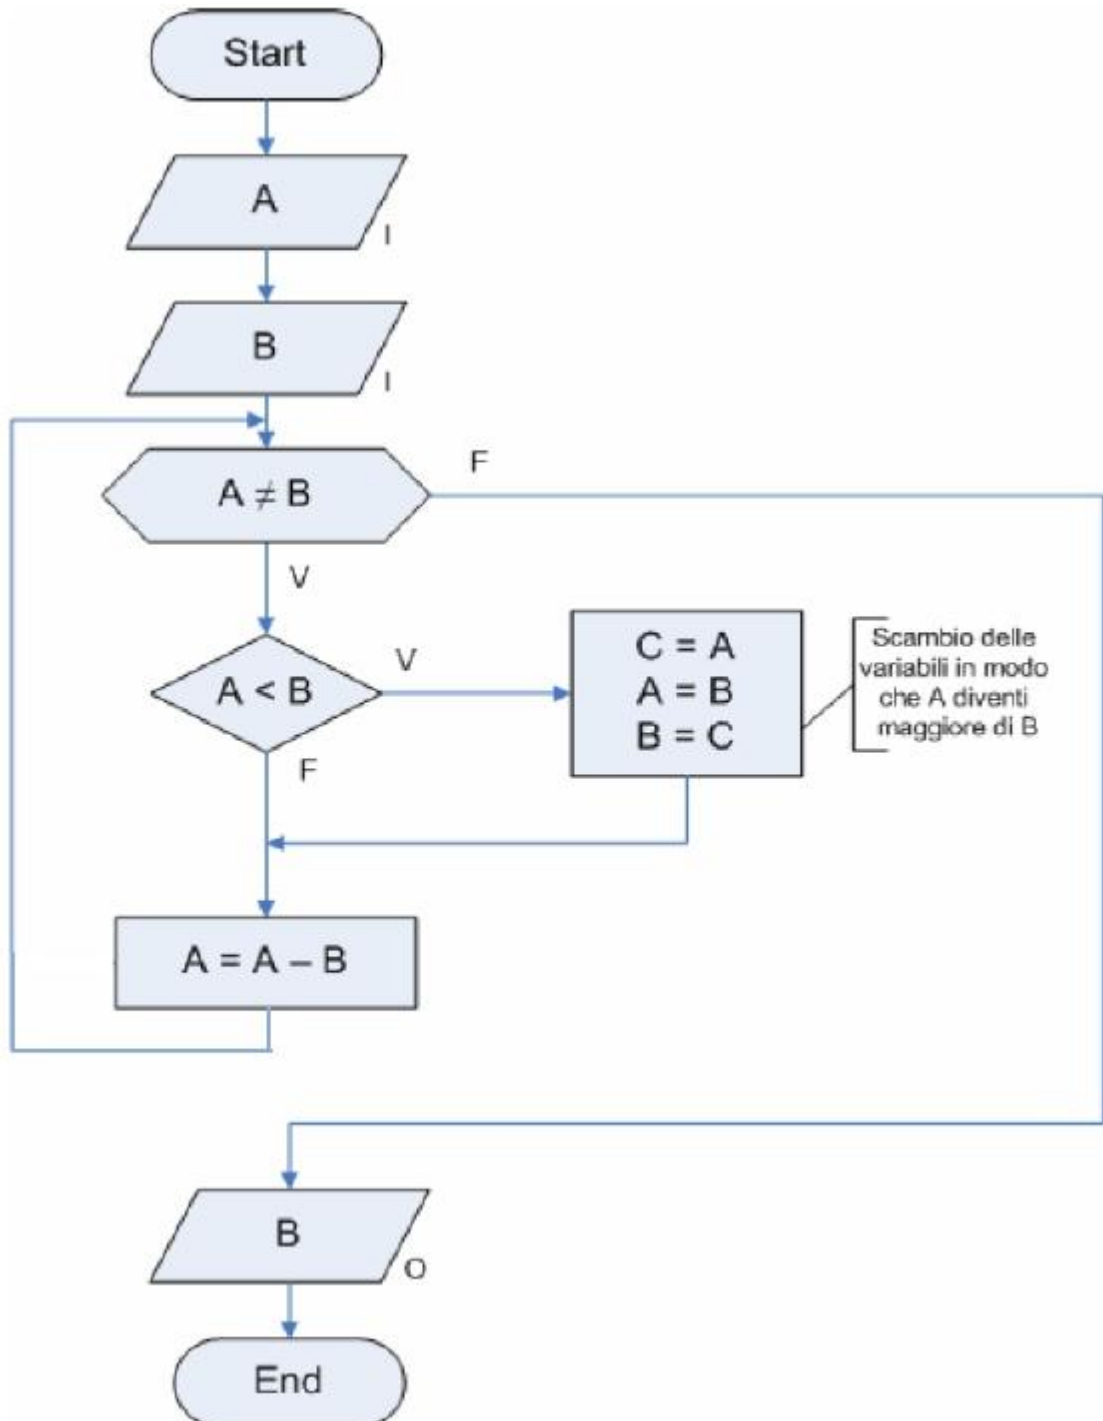 Start
A
I
B
I
A ≠ B
F
V
A < B
V
F
C = A
A = B
B = C
Scambio delle
variabili in modo
che A diventi
maggiore di B
A = A – B
B
O
End